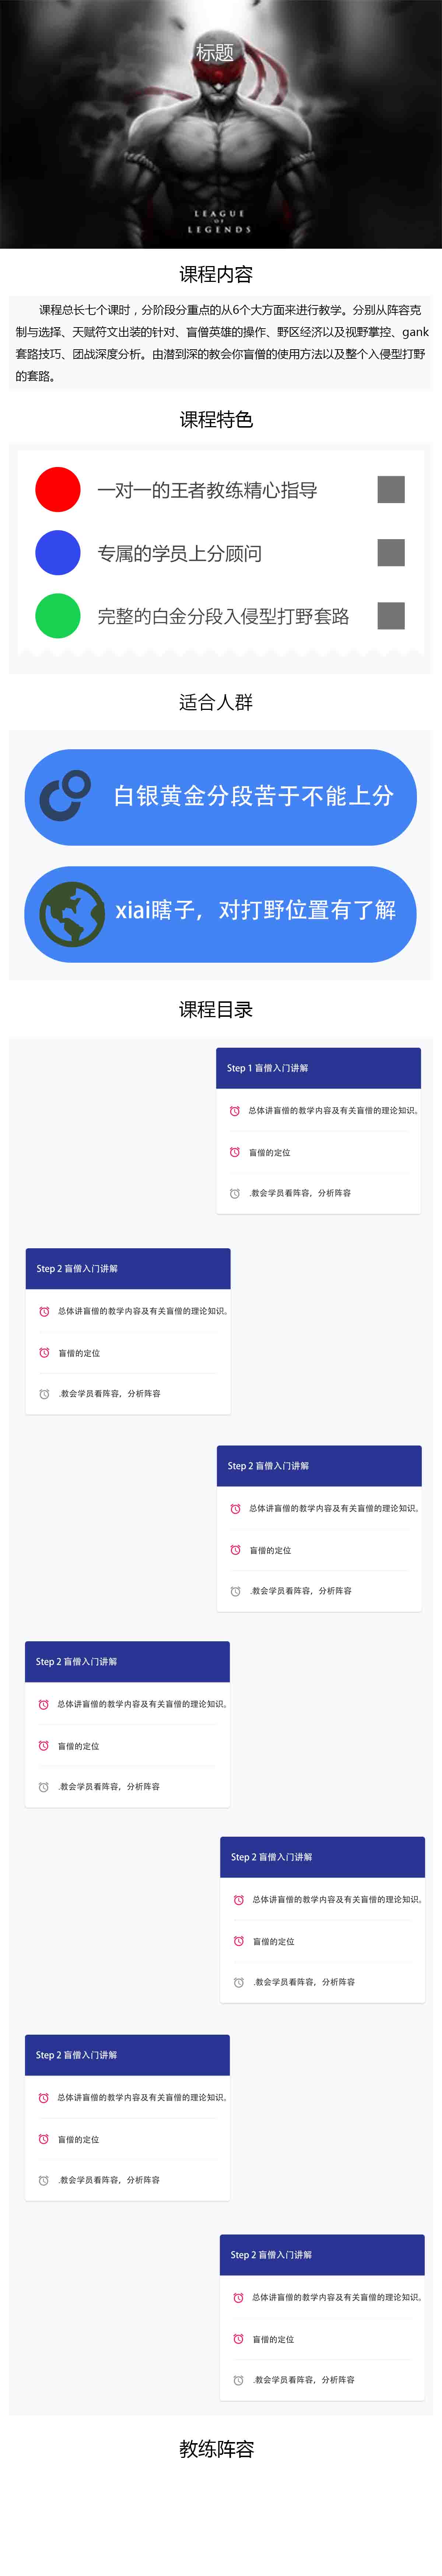 标题
LEAGUE
OF
LEGENDS
课程内容
课程总长七个课时，分阶段分重点的从6个大方面来进行教学。分别从阵容克
制与选择、天赋符文出装的针对、盲僧英雄的操作、野区经济以及视野掌控、gank
套路技巧、团战深度分析。由潜到深的教会你盲僧的使用方法以及整个入侵型打野
的套路。
课程特色
一对一的王者教练精心指导
专属的学员上分顾问
完整的白金分段入侵型打野套路
适合人群
白银黄金分段苦于不能上分
xiai瞎子，对打野位置有了解
课程目录
Step 1 盲僧入门讲解
总体讲盲僧的教学内容及有关盲僧的理论知识。
盲僧的定位
.教会学员看阵容，分析阵容
Step 2 盲僧入门讲解
总体讲盲僧的教学内容及有关盲僧的理论知识。
盲僧的定位
.教会学员看阵容，分析阵容
Step 2 盲僧入门讲解
总体讲盲僧的教学内容及有关盲僧的理论知识。
盲僧的定位
.教会学员看阵容，分析阵容
Step 2 盲僧入门讲解
总体讲盲僧的教学内容及有关盲僧的理论知识。
盲僧的定位
.教会学员看阵容，分析阵容
Step 2 盲僧入门讲解
总体讲盲僧的教学内容及有关盲僧的理论知识。
盲僧的定位
.教会学员看阵容，分析阵容
Step 2 盲僧入门讲解
总体讲盲僧的教学内容及有关盲僧的理论知识。
盲僧的定位
.教会学员看阵容，分析阵容
Step 2 盲僧入门讲解
总体讲盲僧的教学内容及有关盲僧的理论知识。
盲僧的定位
.教会学员看阵容，分析阵容
教练阵容